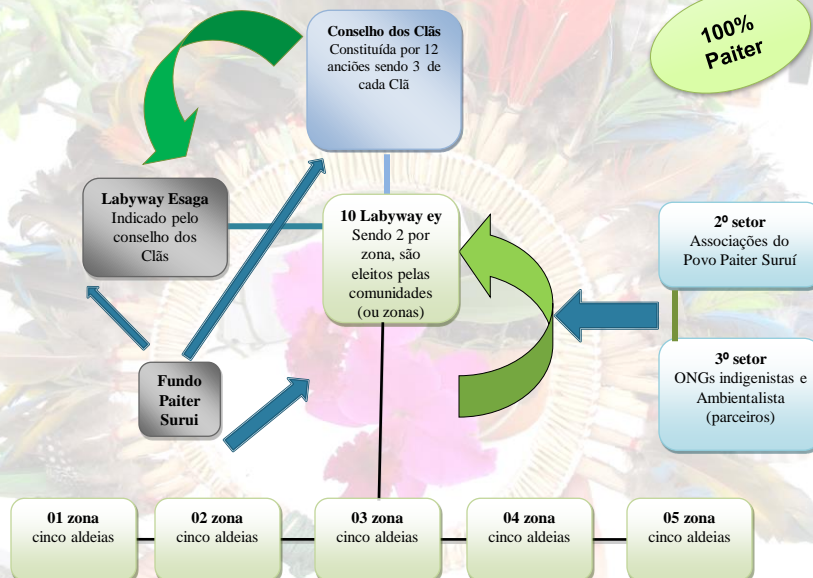 Conselho dos Clãs
Constituída por 12
anciões sendo 3 de
cada Clã
100%
Paiter
Labyway Esaga
Indicado pelo
conselho dos
Clãs
10 Labyway ey
Sendo 2 por
zona, são
eleitos pelas
comunidades
(ou zonas)
2º setor
Associações do
Povo Paiter Suruí
3º setor
ONGs indigenistas e
Ambientalista
(parceiros)
Fundo
Paiter
Surui
01 zona
cinco aldeias
02 zona
cinco aldeias
03 zona
cinco aldeias
04 zona
cinco aldeias
05 zona
cinco aldeias